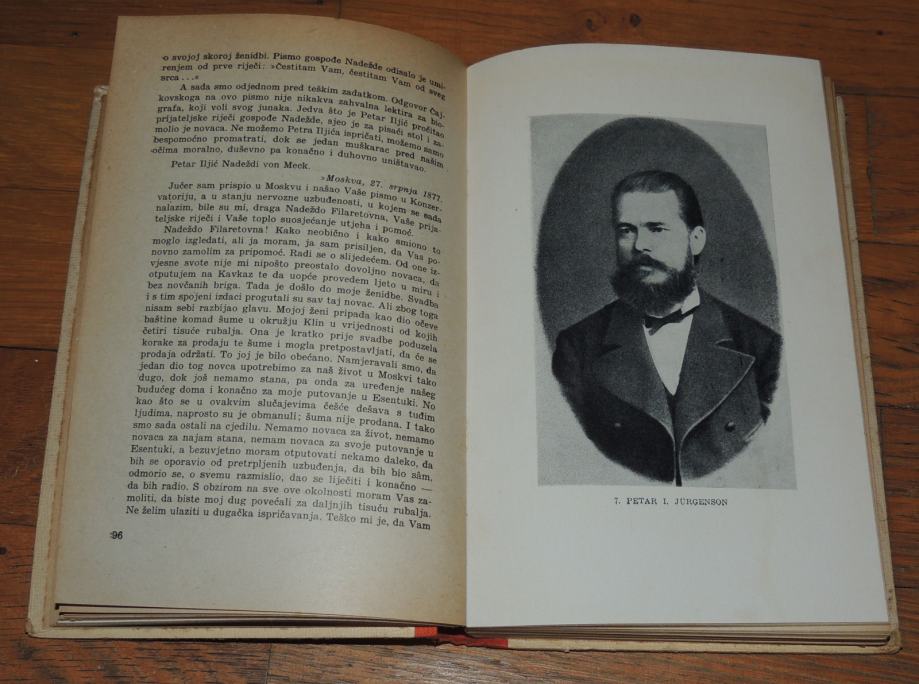 o svojoj skoroj ženidbi. Pismo gospođe Nadežde odisalo je umi-
renjem od prve riječi: »Čestitam Vam, čestitam Vam od sveg
srca . . .«
A sada smo odjednom pred teškim zadatkom. Odgovor Čaj-
kovskoga na ovo pismo nije nikakva zahvalna lektira za bio-
grafa, koji voli svog junaka. Jedva što je Petar Iljić pročitao
prijateljske riječi gospođe Nadežde, sjeo je za pisaći stol i za-
molio je novaca. Ne možemo Petra Iljića ispričati, možemo samo
bespomoćno promatrati, dok se jedan muškarac pred našim
očima moralno, duševno pa konačno i duhovno uništavao.
Petar Iljić Nadeždi von Meck.
»Moskva, 27. srpnja 1877.
Jučer sam prispio u Moskvu i našao Vaše pismo u Konzer-
vatoriju, a u stanju nervozne uzbuđenosti, u kojem se sada
nalazim, bile su mi, draga Nadeždo Filaretovna, Vaše prija-
teljske riječi i Vaše toplo suosjećanje utjeha i pomoć.
Nadeždo Filaretovna! Kako neobično i kako smiono to
moglo izgledati, ali ja moram, ja sam prisiljen, da Vas po-
novno zamolim za pripomoć. Radi se o slijedećem. Od one iz-
vjesne svote nije mi nipošto preostalo dovoljno novaca, da
otputujem na Kavkaz te da uopće provedem ljeto u miru i
bez novčanih briga. Tada je došlo do moje ženidbe. Svadba
i s tim spojeni izdaci progutali su sav taj novac. Ali zbog toga
nisam sebi razbijao glavu. Mojoj ženi pripada kao dio očeve
baštine komad šume u okružju Klin u vrijednosti od kojih
četiri tisuće rubalja. Ona je kratko prije svadbe poduzela
korake za prodaju te šume i mogla pretpostavljati, da će se
prodaja održati. To joj je bilo obećano. Namjeravali smo, da
jedan dio tog novca upotrebimo za naš život u Moskvi tako
dugo, dok još nemamo stana, pa onda za uređenje našeg
budućeg doma i konačno za moje putovanje u Esentuki. No
kao što se u ovakvim slučajevima češće dešava s tuđim
ljudima, naprosto su je obmanuli; šuma nije prodana. I tako
smo sada ostali na cjedilu. Nemamo novaca za život, nemamo
novaca za najam stana, nemam novaca za svoje putovanje u
Esentuki, a bezuvjetno moram otputovati nekamo daleko, da
bih se oporavio od pretrpljenih uzbuđenja, da bih bio sâm,
odmorio se, o svemu razmislio, dao se liječiti i konačno —
da bih radio. S obzirom na sve ove okolnosti moram Vas za-
moliti, da biste moj dug povećali za daljnjih tisuću rubalja.
Ne želim ulaziti u dugačka ispričavanja. Teško mi je, da Vam
96
7. PETAR I. JURGENSON